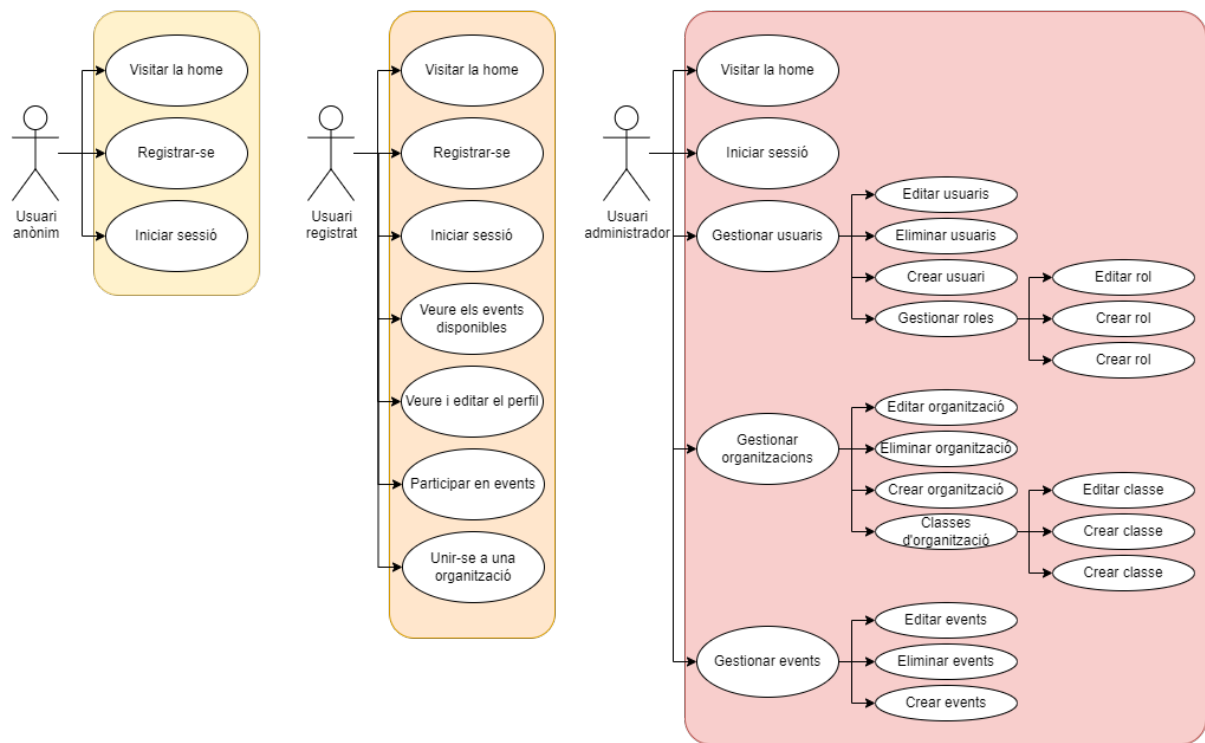 Visitar la home
Registrar-se
Iniciar sessió
Usuari
anònim
Visitar la home
Registrar-se
Iniciar sessió
Veure els events
disponibles
Veure i editar el perfil
Participar en events
Unir-se a una
organització
Usuari
registrat
Visitar la home
Iniciar sessió
Usuari
administrador
Gestionar usuaris
Editar usuaris
Eliminar usuaris
Crear usuari
Gestionar roles
Editar rol
Crear rol
Crear rol
Gestionar
organitzacions
Editar organització
Eliminar organització
Crear organització
Classes
d'organització
Editar classe
Crear classe
Crear classe
Gestionar events
Editar events
Eliminar events
Crear events